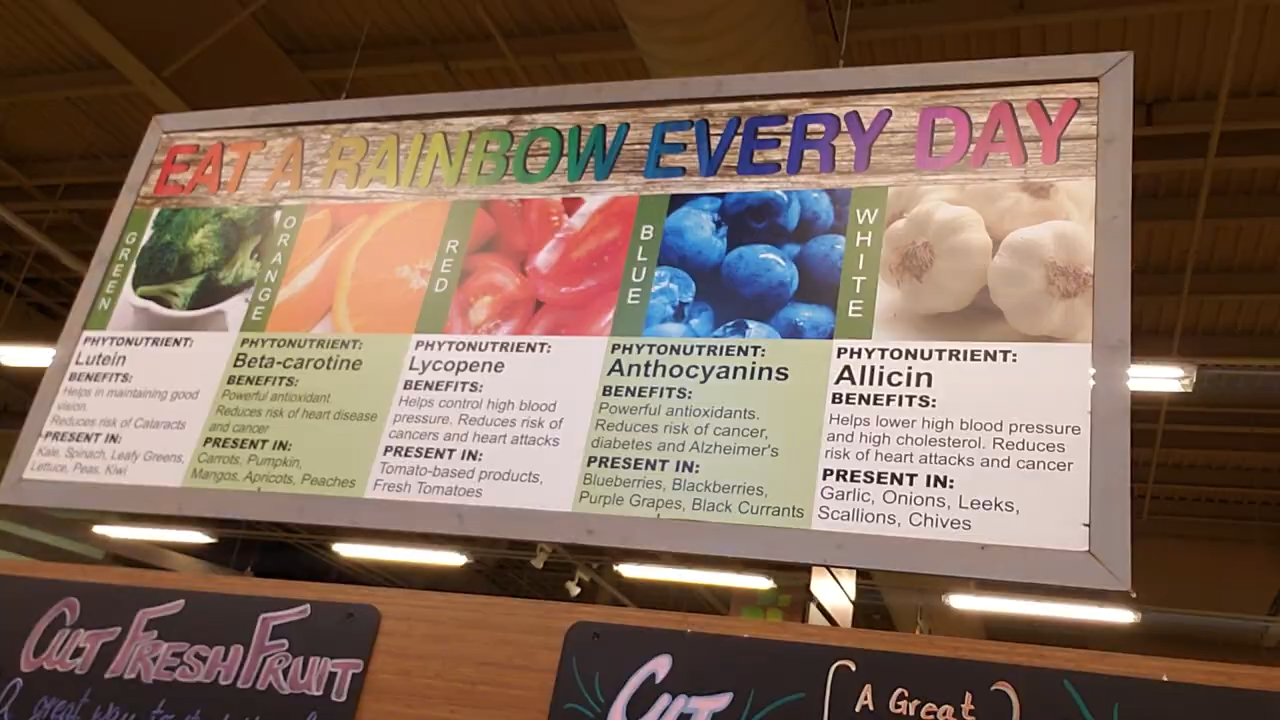 EAT A RAINBOW EVERY DAY
GREEN
PHYTONUTRIENT:
Lutein
BENEFITS:
Helps in maintaining good
vision.
Reduces risk of Cataracts
PRESENT IN:
Kale, Spinach, Leafy Greens,
Lettuce, Peas, Kiwi
ORANGE
PHYTONUTRIENT:
Beta-carotine
BENEFITS:
Powerful antioxidant.
Reduces risk of heart disease
and cancer
PRESENT IN:
Carrots, Pumpkin,
Mangos, Apricots, Peaches
RED
PHYTONUTRIENT:
Lycopene
BENEFITS:
Helps control high blood
pressure. Reduces risk of
cancers and heart attacks
PRESENT IN:
Tomato-based products,
Fresh Tomatoes
BLUE
PHYTONUTRIENT:
Anthocyanins
BENEFITS:
Powerful antioxidants.
Reduces risk of cancer,
diabetes and Alzheimer's
PRESENT IN:
Blueberries, Blackberries,
Purple Grapes, Black Currants
WHITE
PHYTONUTRIENT:
Allicin
BENEFITS:
Helps lower high blood pressure
and high cholesterol. Reduces
risk of heart attacks and cancer
PRESENT IN:
Garlic, Onions, Leeks,
Scallions, Chives
CUT FRESH FRUIT
A great way to
CUT
(A Great)